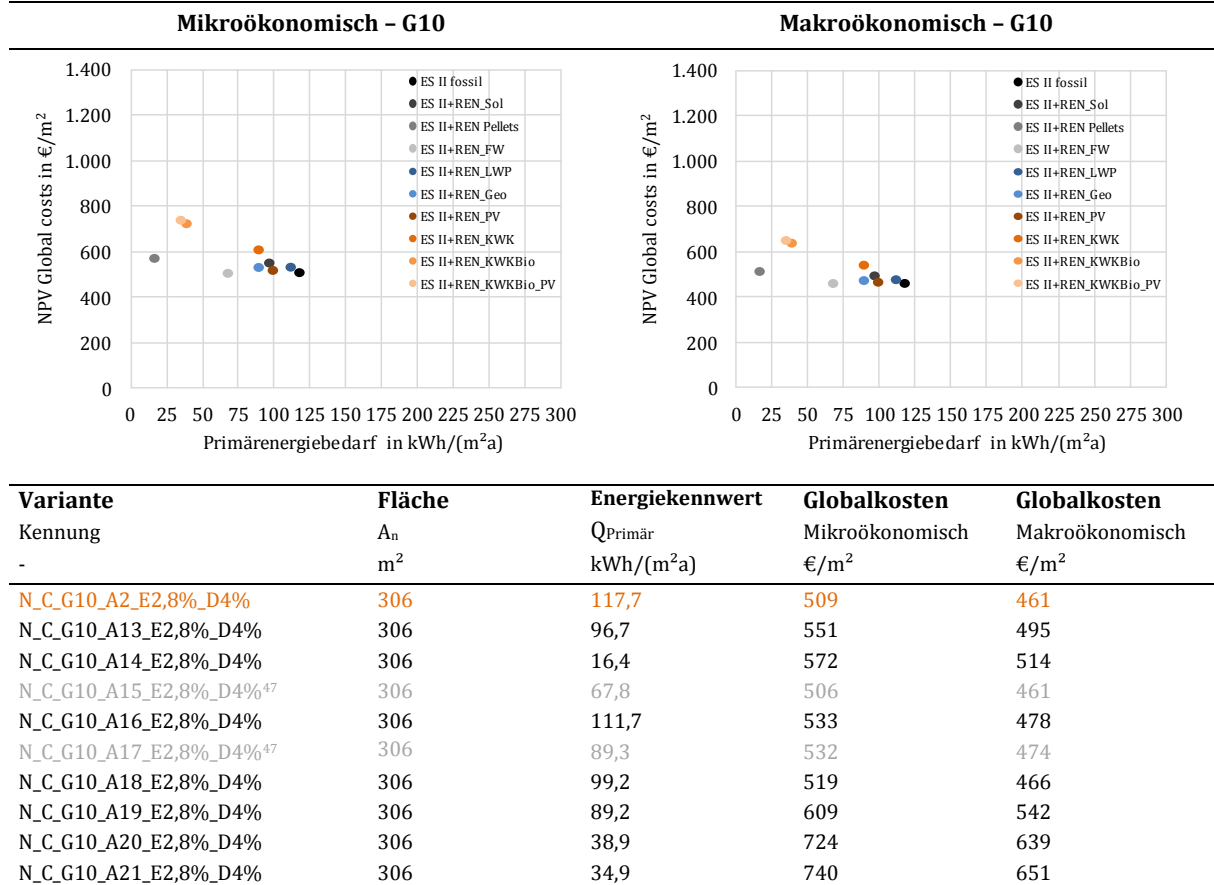 Mikroökonomisch – G10
Makroökonomisch – G10
NPV Global costs in €/m²
1.400
1.200
1.000
800
600
400
200
0
0 25 50 75 100 125 150 175 200 225 250 275 300
Primärenergiebedarf in kWh/(m²a)
ES II fossil
ES II+REN_Sol
ES II+REN Pellets
ES II+REN_FW
ES II+REN_LWP
ES II+REN_Geo
ES II+REN_PV
ES II+REN_KWK
ES II+REN_KWKBio
ES II+REN_KWKBio_PV
NPV Global costs in €/m²
1.400
1.200
1.000
800
600
400
200
0
0 25 50 75 100 125 150 175 200 225 250 275 300
Primärenergiebedarf in kWh/(m²a)
ES II fossil
ES II+REN_Sol
ES II+REN Pellets
ES II+REN_FW
ES II+REN_LWP
ES II+REN_Geo
ES II+REN_PV
ES II+REN_KWK
ES II+REN_KWKBio
ES II+REN_KWKBio_PV
Variante Fläche Energiekennwert Globalkosten Globalkosten
Kennung An QPrimär Mikroökonomisch Makroökonomisch
- m² kWh/(m²a) €/m² €/m²
N_C_G10_A2_E2,8%_D4% 306 117,7 509 461
N_C_G10_A13_E2,8%_D4% 306 96,7 551 495
N_C_G10_A14_E2,8%_D4% 306 16,4 572 514
N_C_G10_A15_E2,8%_D4%⁴⁷ 306 67,8 506 461
N_C_G10_A16_E2,8%_D4% 306 111,7 533 478
N_C_G10_A17_E2,8%_D4%⁴⁷ 306 89,3 532 474
N_C_G10_A18_E2,8%_D4% 306 99,2 519 466
N_C_G10_A19_E2,8%_D4% 306 89,2 609 542
N_C_G10_A20_E2,8%_D4% 306 38,9 724 639
N_C_G10_A21_E2,8%_D4% 306 34,9 740 651